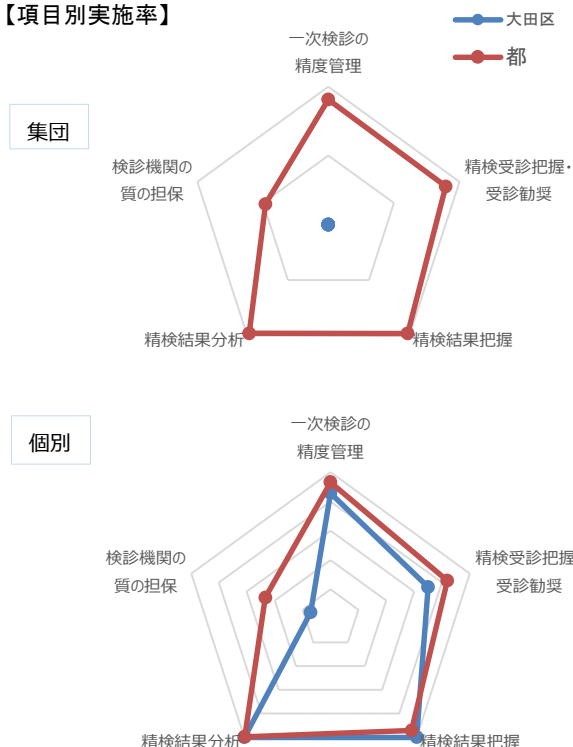 【項目別実施率】
大田区
都
集団
一次検診の
精度管理
精検受診把握・
受診勧奨
精検結果把握
精検結果分析
検診機関の
質の担保
個別
一次検診の
精度管理
精検受診把握
受診勧奨
精検結果把握
精検結果分析
検診機関の
質の担保